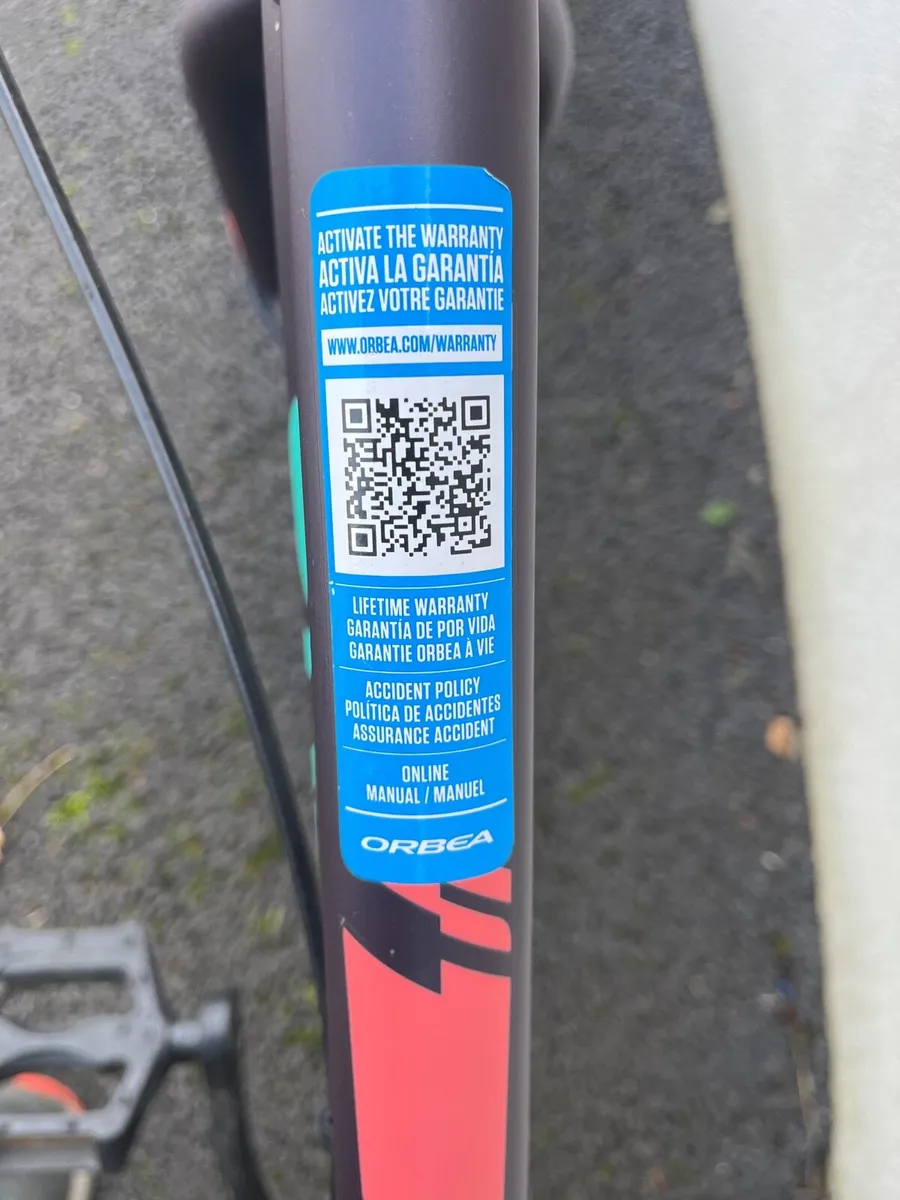 ACTIVATE THE WARRANTY
ACTIVA LA GARANTÍA
ACTIVEZ VOTRE GARANTIE
WWW.ORBEA.COM/WARRANTY
LIFETIME WARRANTY
GARANTÍA DE POR VIDA
GARANTIE ORBEA À VIE
ACCIDENT POLICY
POLÍTICA DE ACCIDENTES
ASSURANCE ACCIDENT
ONLINE
MANUAL / MANUEL
ORBEA